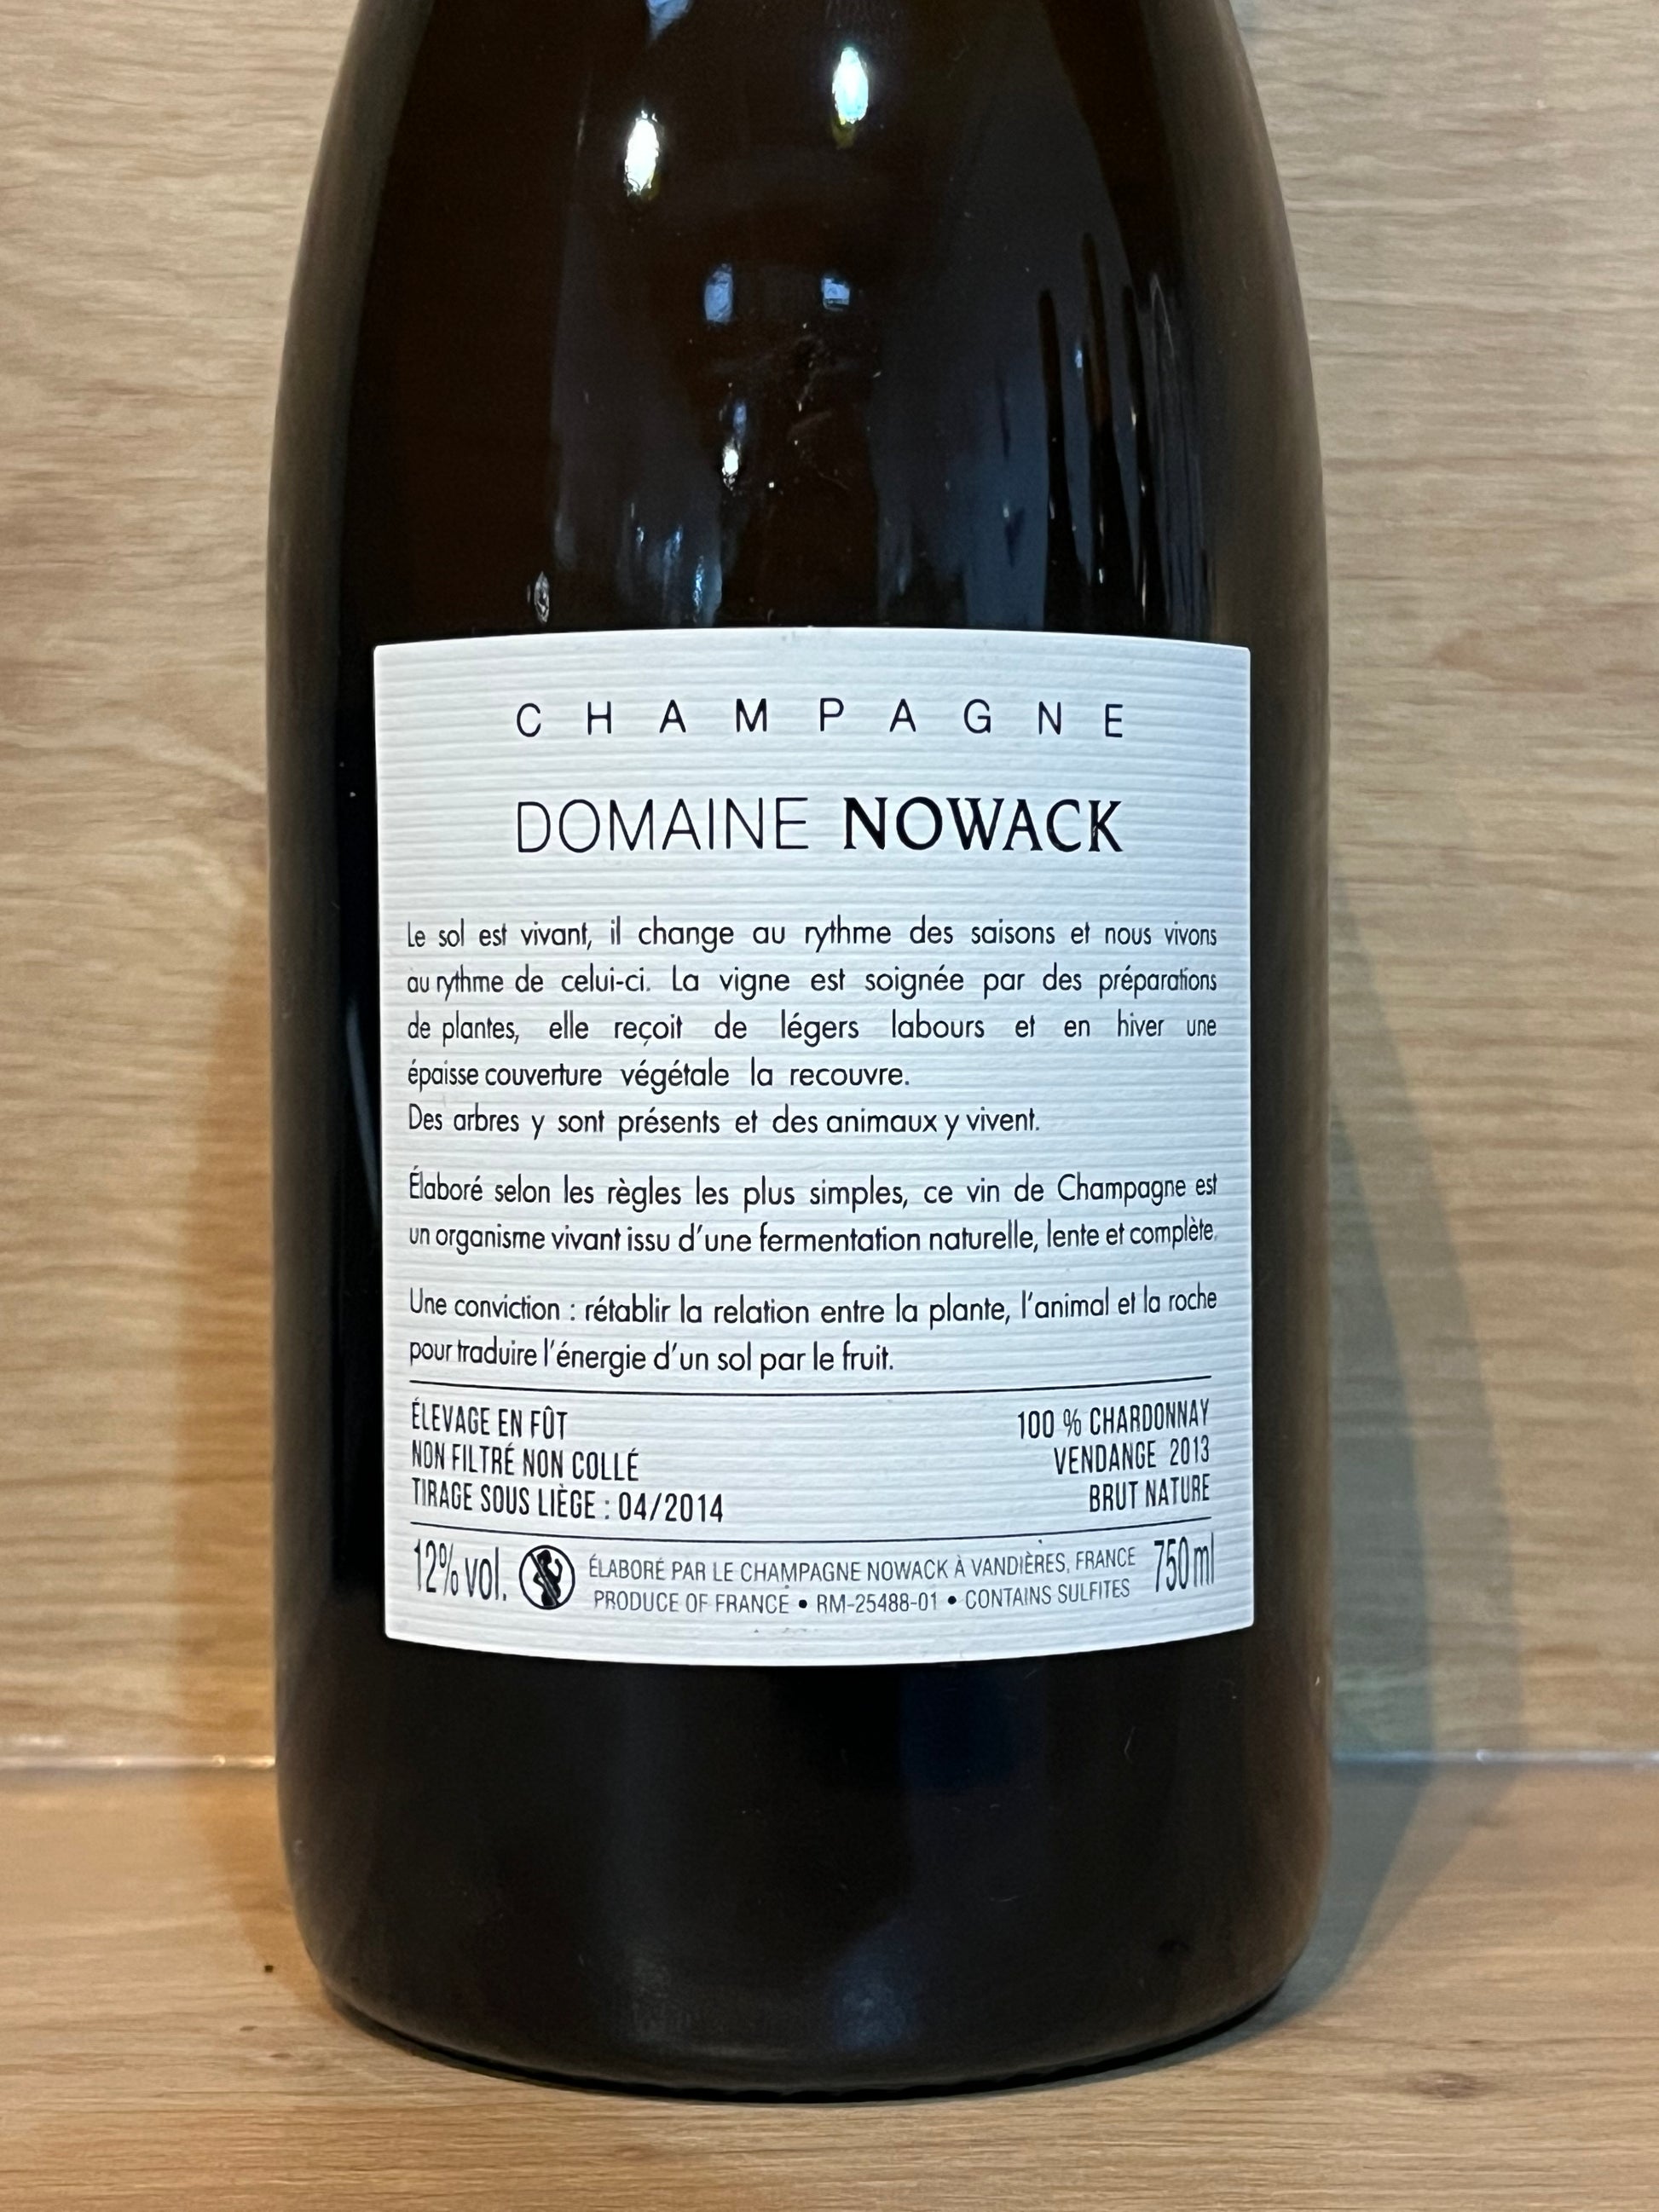 CHAMPAGNE
DOMAINE NOWACK
Le sol est vivant, il change au rythme des saisons et nous vivons
au rythme de celui-ci. La vigne est soignée par des préparations
de plantes, elle reçoit de légers labours et en hiver une
épaisse couverture végétale la recouvre.
Des arbres y sont présents et des animaux y vivent.
Élaboré selon les règles les plus simples, ce vin de Champagne est
un organisme vivant issu d'une fermentation naturelle, lente et complète.
Une conviction : rétablir la relation entre la plante, l'animal et la roche
pour traduire l'énergie d'un sol par le fruit.
ÉLEVAGE EN FÛT
NON FILTRÉ NON COLLÉ
TIRAGE SOUS LIÈGE : 04/2014
100 % CHARDONNAY
VENDANGE 2013
BRUT NATURE
12% vol.
ÉLABORÉ PAR LE CHAMPAGNE NOWACK À VANDIÈRES, FRANCE
PRODUCE OF FRANCE • RM-25488-01 • CONTAINS SULFITES
750 ml